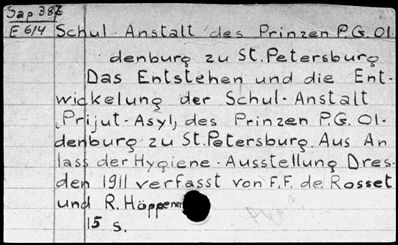 Sap 386
E 6/4 Schul-Anstalt des Prinzen P.G. Ol
denburg zu St. Petersburg
Das Entstehen und die Ent-
wickelung der Schul-Anstalt
(Prijut-Asyl) des Prinzen P.G. Ol-
denburg zu St. Petersburg. Aus An
lass der Hygiene-Ausstellung Dres-
den 1911 verfasst von F.F. de Rosset
und R. Höppener
15 s.